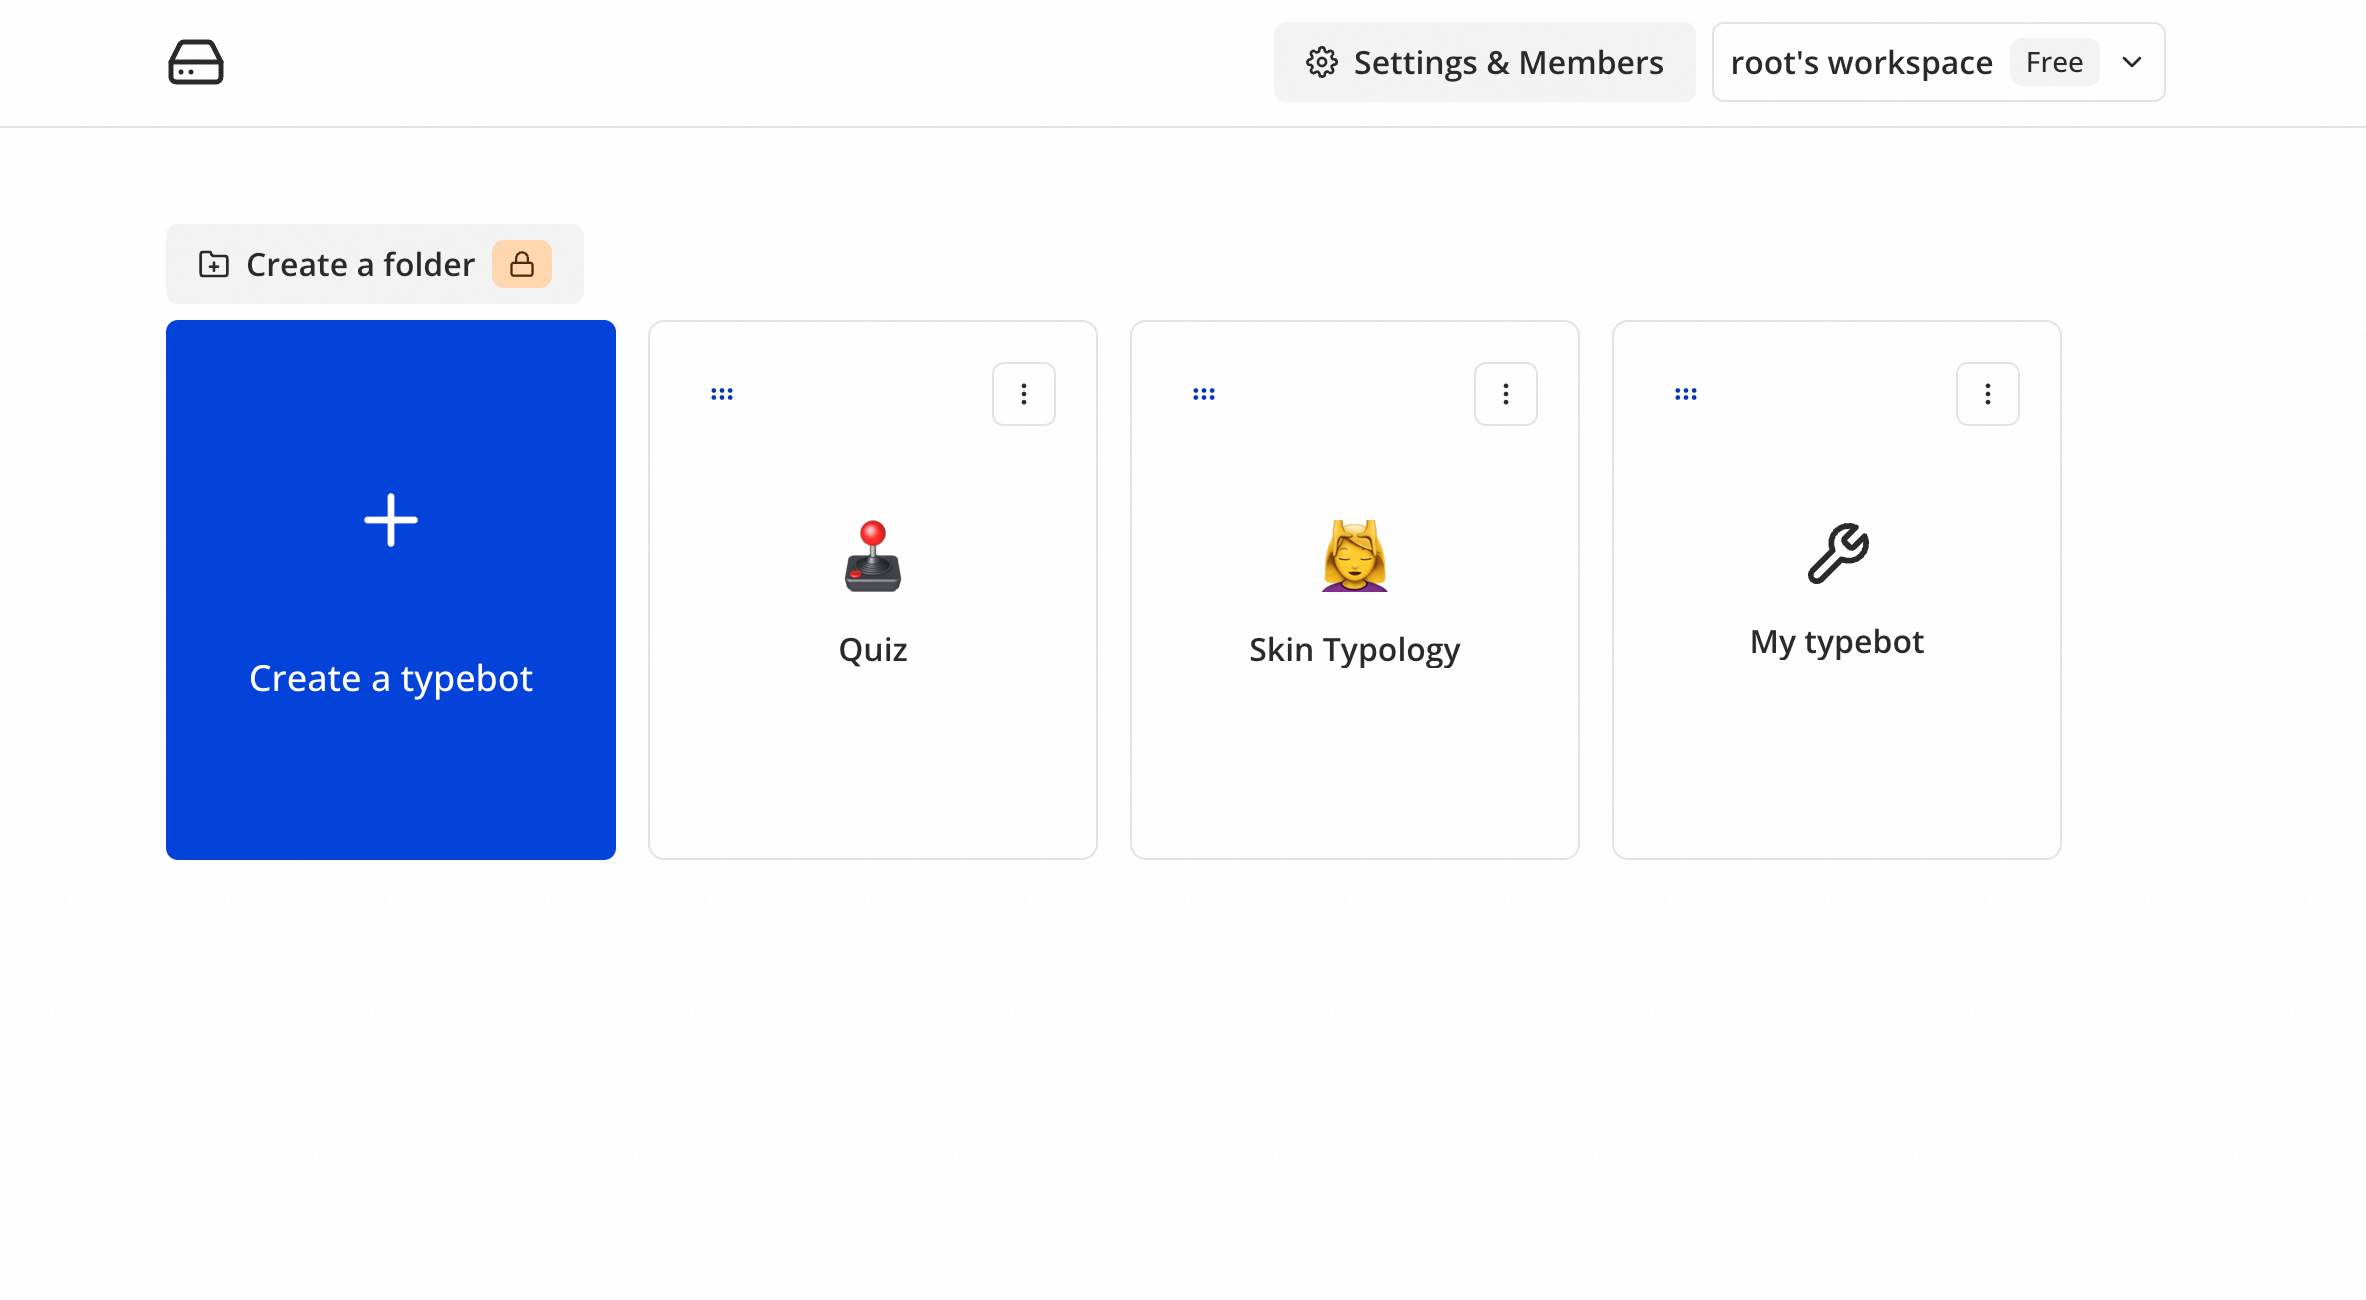 Settings & Members
root's workspace
Free
Create a folder
Create a typebot
Quiz
Skin Typology
My typebot